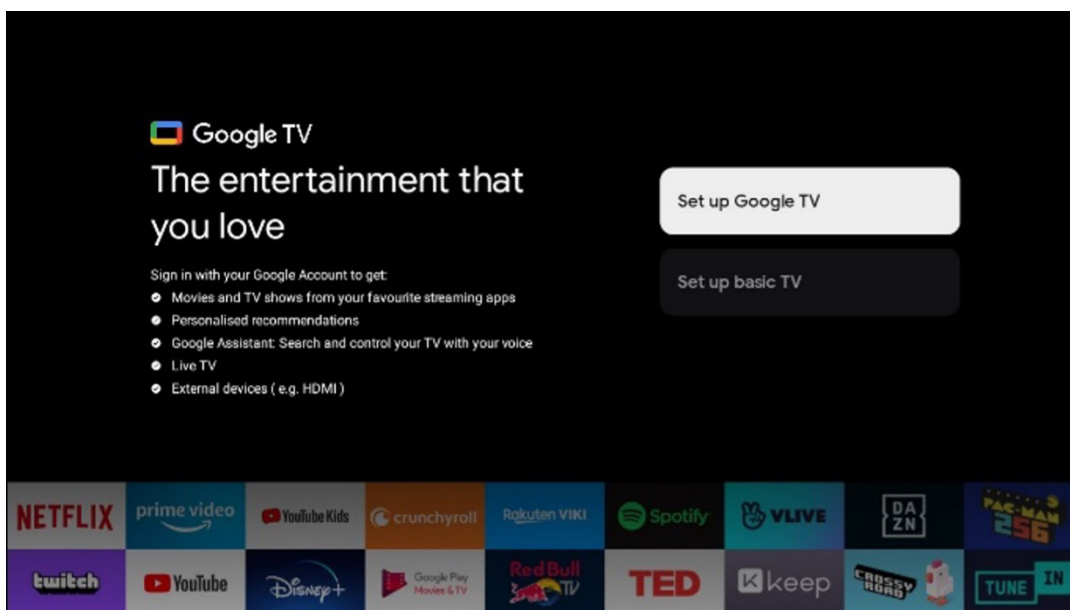 Google TV
The entertainment that
you love
Sign in with your Google Account to get:
Movies and TV shows from your favourite streaming apps
Personalised recommendations
Google Assistant: Search and control your TV with your voice
Live TV
External devices ( e.g. HDMI )
Set up Google TV
Set up basic TV
NETFLIX
prime video
YouTube Kids
crunchyroll
Rakuten VIKI
Spotify
VLIVE
DA
ZN
PAC-MAN
256
twitch
YouTube
Disney+
Google Play
Movies & TV
Red Bull
TV
TED
keep
CROSSY
ROAD
TUNE IN